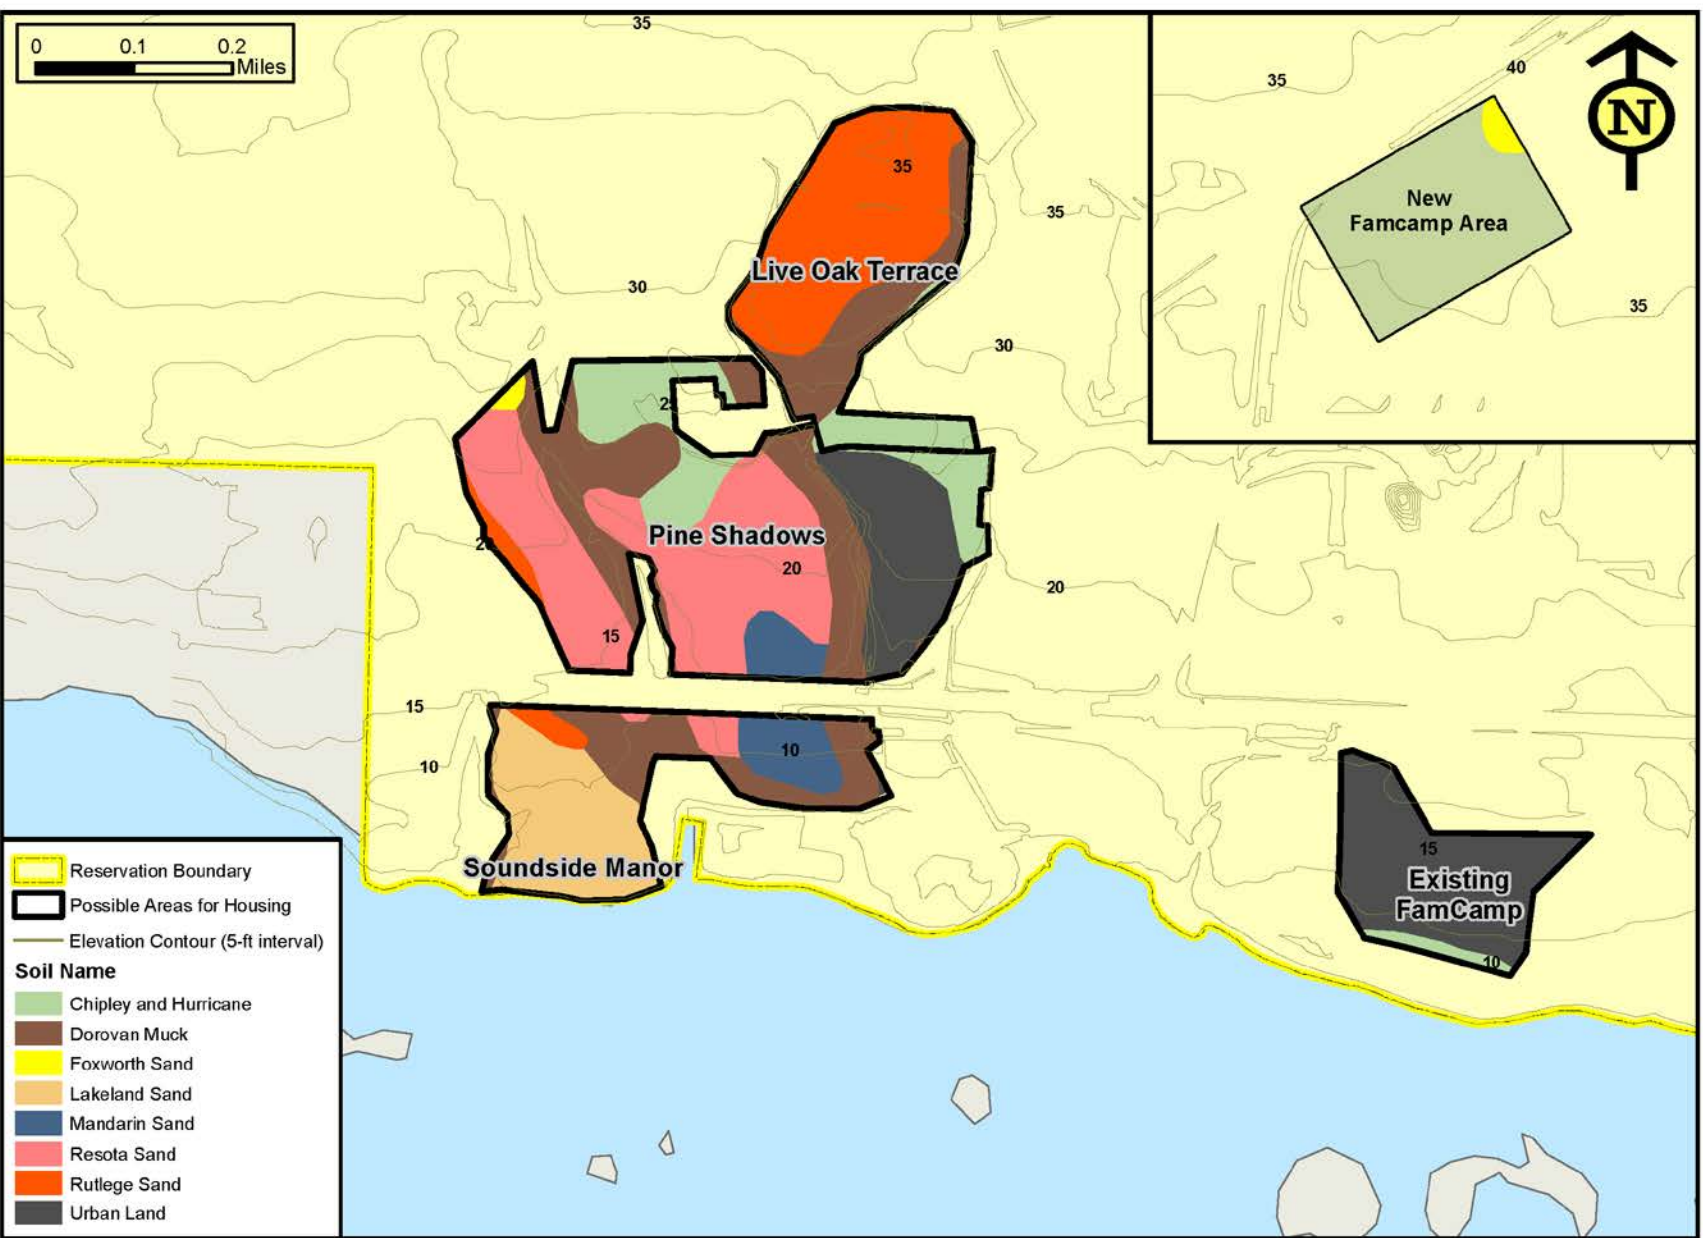 35
0 0.1 0.2
Miles
35
40
N
New
Famcamp Area
35
35
35
Live Oak Terrace
30
30
Pine Shadows
20
20
15
15
10
10
Soundside Manor
15
Existing
FamCamp
10
Reservation Boundary
Possible Areas for Housing
Elevation Contour (5-ft interval)
Soil Name
Chipley and Hurricane
Dorovan Muck
Foxworth Sand
Lakeland Sand
Mandarin Sand
Resota Sand
Rutlege Sand
Urban Land